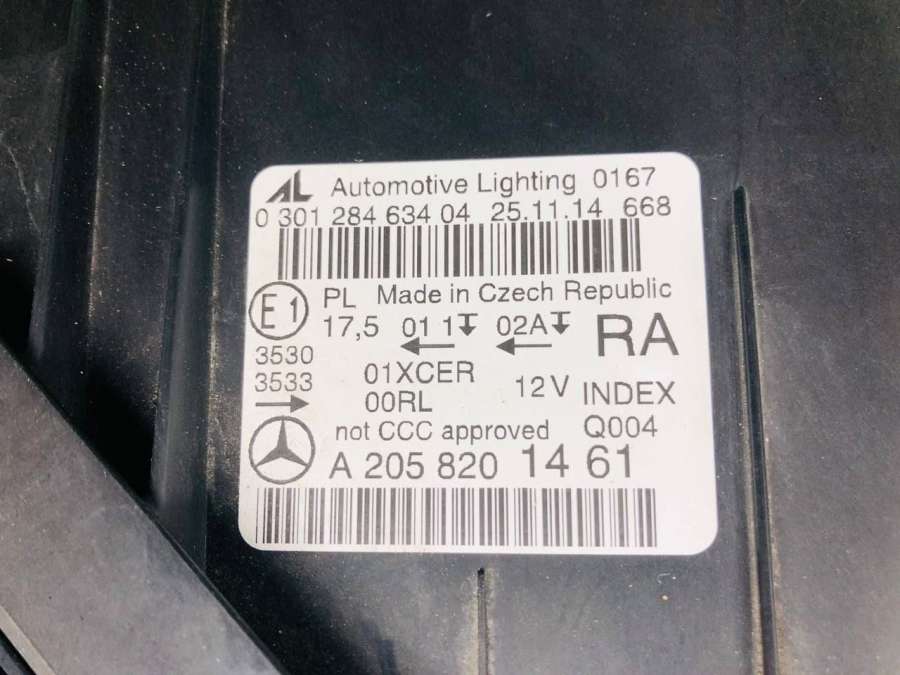 AL Automotive Lighting 0167
0 301 284 634 04 25.11.14 668
E1 PL Made in Czech Republic
17,5 01 1 02A RA
3530
3533
01XCER
00RL 12V INDEX
not CCC approved Q004
A 205 820 14 61